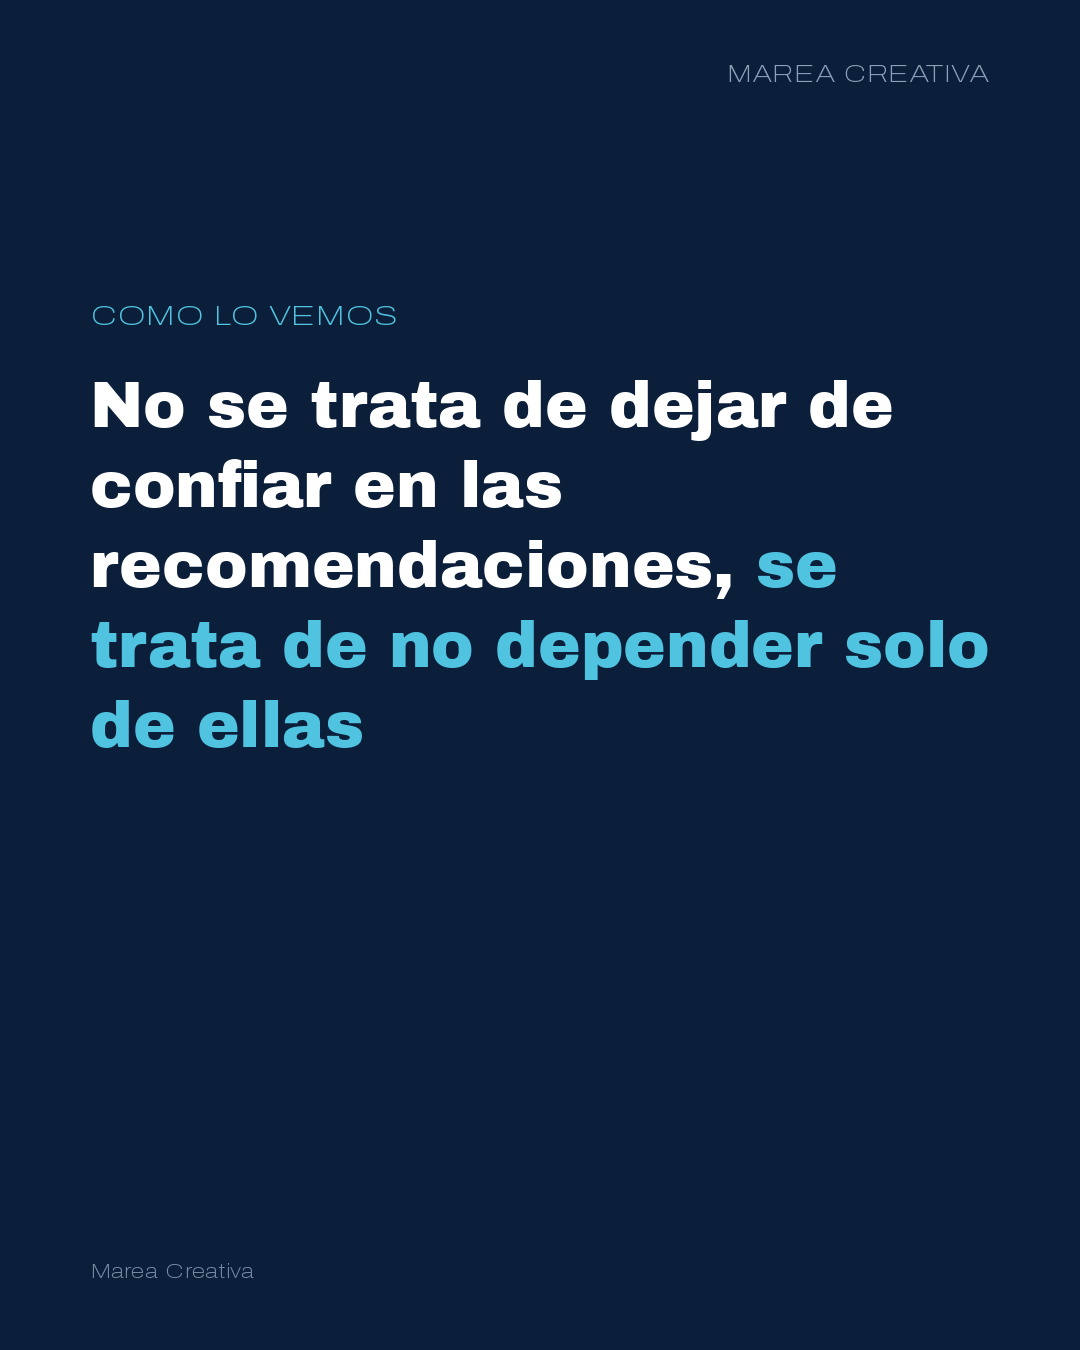 MAREA CREATIVA
COMO LO VEMOS
No se trata de dejar de
confiar en las
recomendaciones, se
trata de no depender solo
de ellas
Marea Creativa